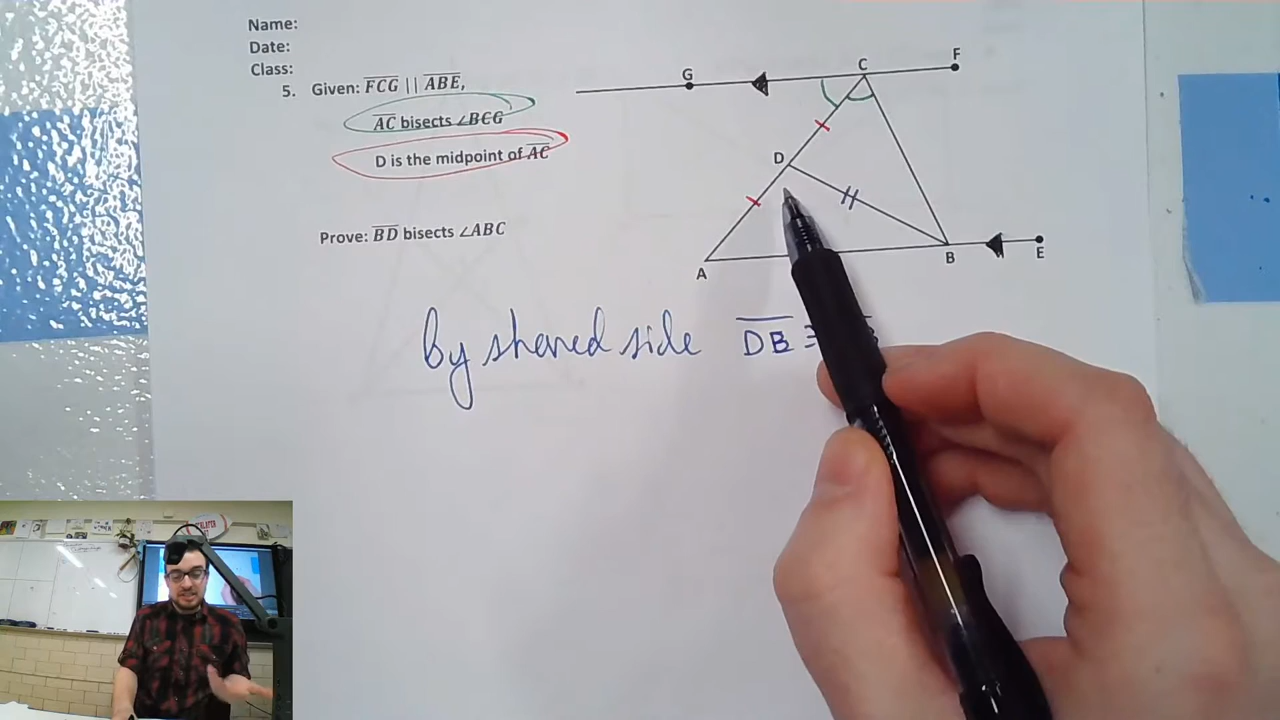 Name:
Date:
Class:
5. Given: FCG || ABE,
AC bisects ∠BCG
D is the midpoint of AC
Prove: BD bisects ∠ABC
G
C
F
D
A
B
E
by shared side DB ≅